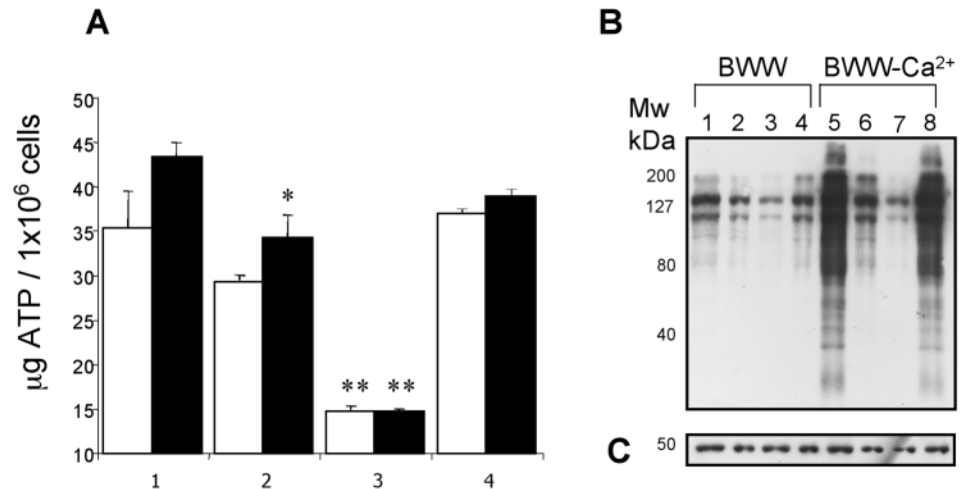 A
µg ATP / 1x10⁶ cells
50
45
40
35
30
25
20
15
10
*
** **
1 2 3 4
B
BWW BWW-Ca²⁺
Mw
kDa
1 2 3 4 5 6 7 8
200
127
80
40
C
50